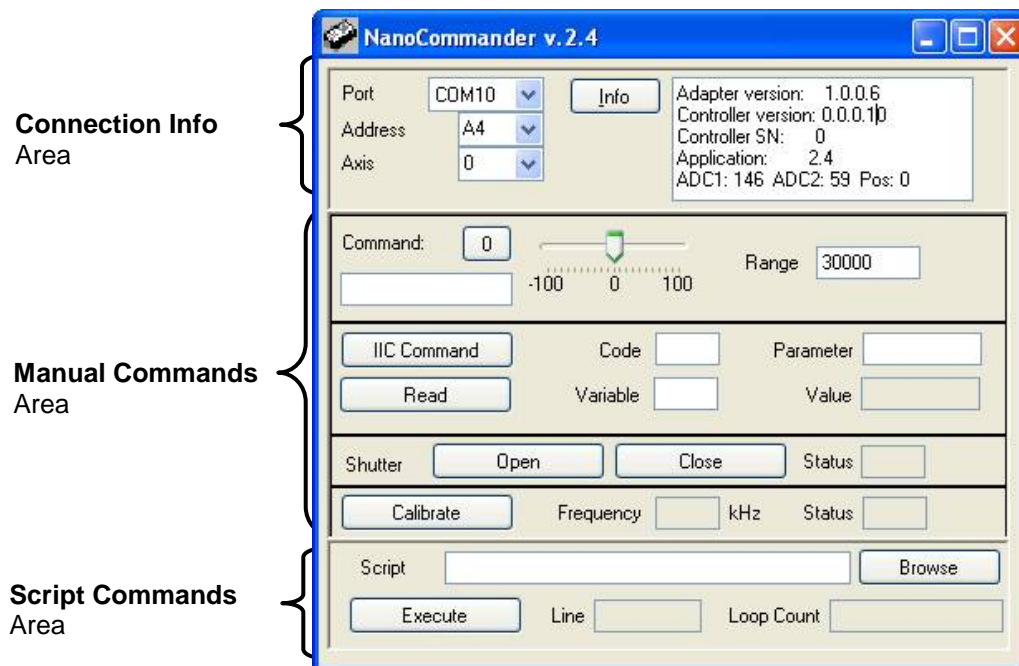 NanoCommander v.2.4
Connection Info
Area
Port COM10 Info
Address A4
Axis 0
Adapter version: 1.0.0.6
Controller version: 0.0.0.10
Controller SN: 0
Application: 2.4
ADC1: 146 ADC2: 59 Pos: 0
Manual Commands
Area
Command: 0
-100 0 100
Range 30000
IIC Command Code Parameter
Read Variable Value
Shutter Open Close Status
Calibrate Frequency kHz Status
Script Commands
Area
Script Browse
Execute Line Loop Count